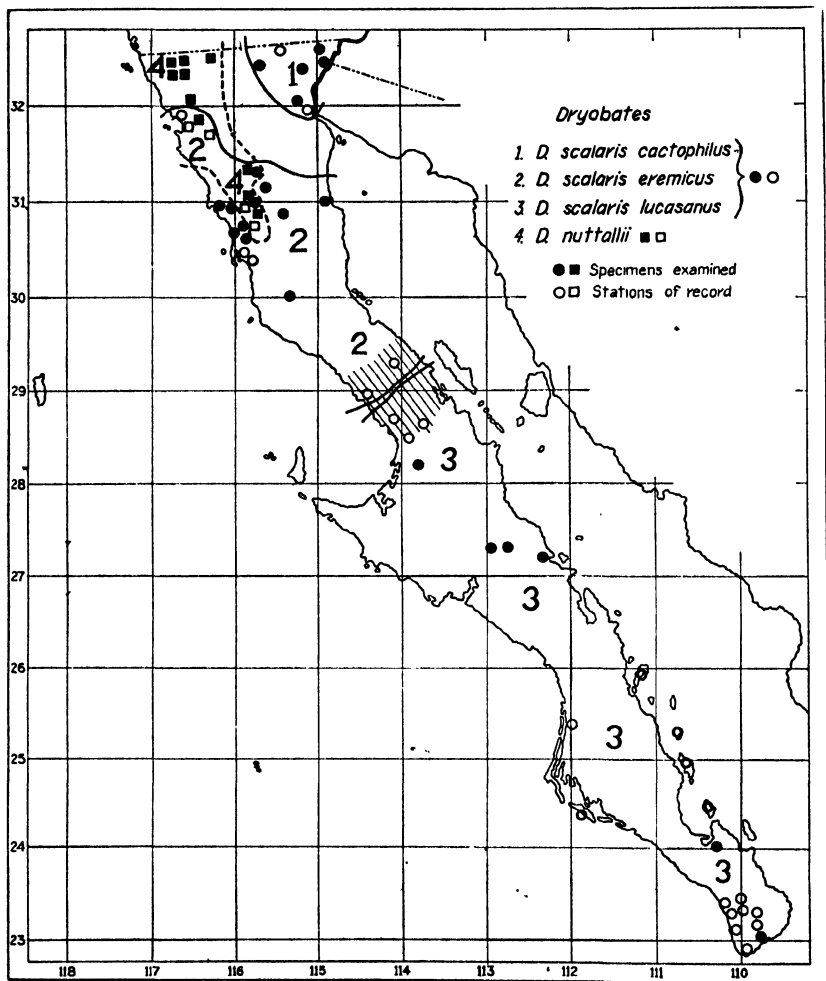 4
1
32
2
Dryobates
1. D. scalaris cactophilus
2. D. scalaris eremicus
3. D. scalaris lucasanus
4. D. nuttallii
Specimens examined
Stations of record
4
31
2
30
2
29
3
28
27
3
26
3
25
24
3
23
118 117 116 115 114 113 112 111 110